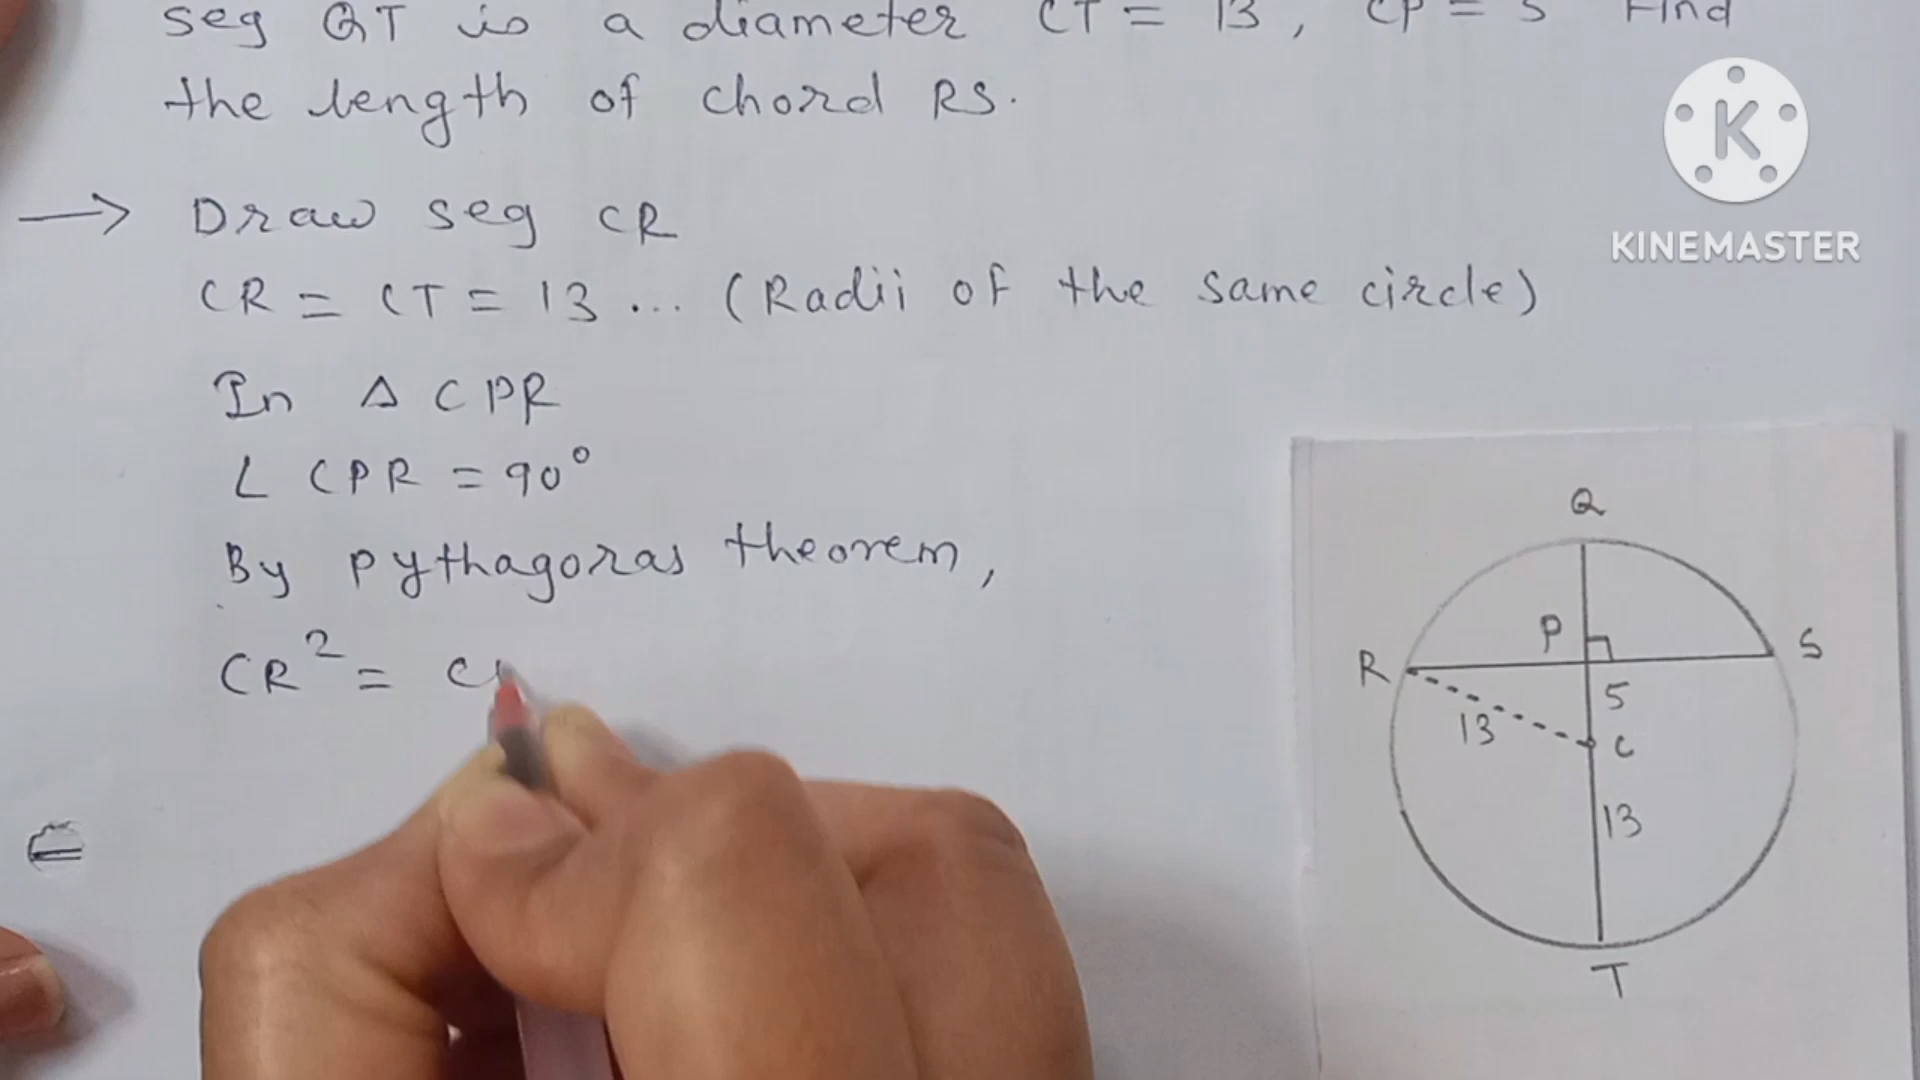 seg QT is a diameter CT = 13, CP = 5 Find
the length of chord RS.
K
KINEMASTER
→ Draw seg CR
CR = CT = 13 ... (Radii of the same circle)
In Δ CPR
∠ CPR = 90°
By Pythagoras theorem,
CR² = C
Q
P
S
R
5
13
C
13
T